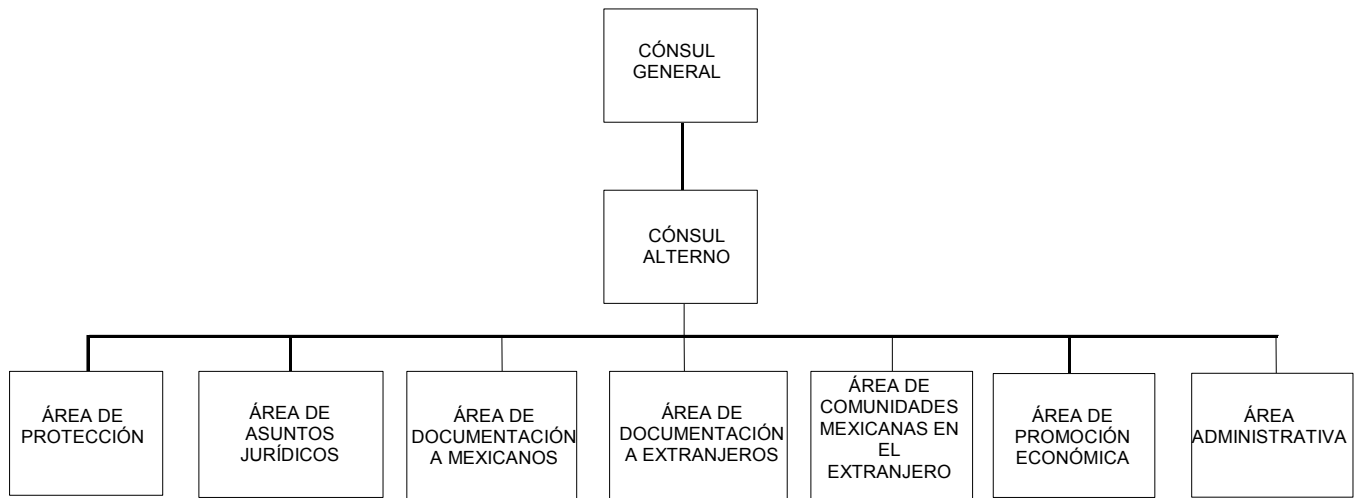 CÓNSUL
GENERAL
CÓNSUL
ALTERNO
ÁREA DE
PROTECCIÓN
ÁREA DE
ASUNTOS
JURÍDICOS
ÁREA DE
DOCUMENTACIÓN
A MEXICANOS
ÁREA DE
DOCUMENTACIÓN
A EXTRANJEROS
ÁREA DE
COMUNIDADES
MEXICANAS EN
EL
EXTRANJERO
ÁREA DE
PROMOCIÓN
ECONÓMICA
ÁREA
ADMINISTRATIVA